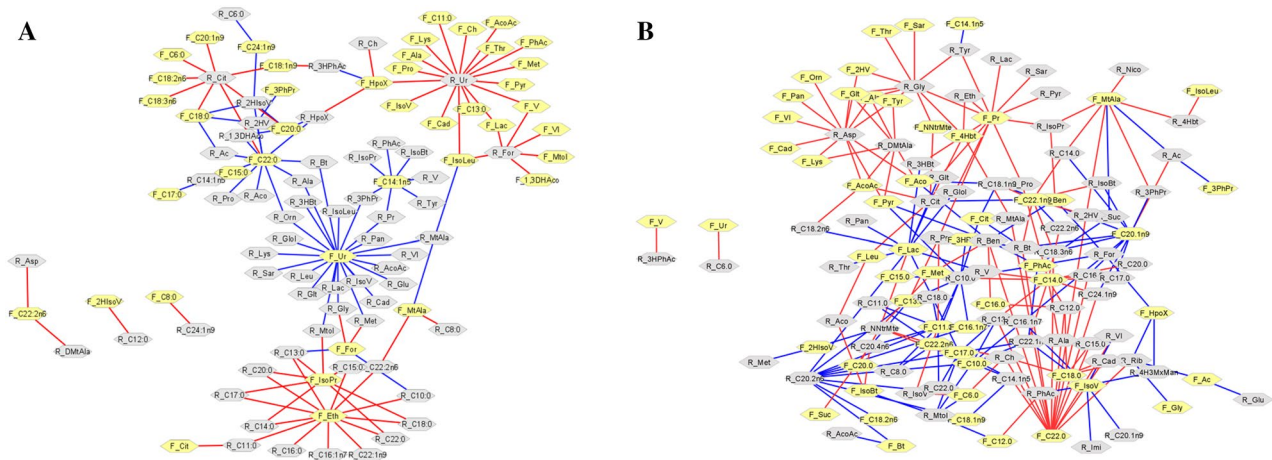 A
R_C6:0
F_C20:1n9
F_C24:1n9
F_C6:0
F_C18:1n9
R_3HPhAc
R_Cit
F_C18:2n6
F_C18:3n6
F_3PhPr
R_2HIsoV
F_C18:0
R_2HV
F_C20:0
R_HpoX
R_1.3DHAco
R_Ac
F_C22:0
F_C15:0
R_C14:1n5
F_C17:0
R_Pro
R_Aco
R_Orn
R_Ch
F_HpoX
F_C11:0
F_AcoAc
F_Ch
F_Lys
F_Thr
F_Ala
F_PhAc
F_Pro
F_Met
R_Ur
F_Pyr
F_IsoV
F_C13:0
F_V
F_Cad
F_Lac
F_VI
R_For
F_Mtol
F_IsoLeu
F_1.3DHAco
R_PhAc
R_IsoPr
R_IsoBt
R_Bt
F_C14:1n5
R_V
R_Ala
R_3PhPr
R_Tyr
R_3HBt
R_IsoLeu
R_Pr
R_Glol
R_Pan
R_MtAla
R_Lys
F_Ur
R_VI
R_Sar
R_AcoAc
R_Leu
R_Glu
R_Glt
R_Lac
R_IsoV
R_Cad
R_Gly
R_Met
R_Mtol
F_MtAla
R_C8:0
R_Asp
F_C22:2n6
R_DMtAla
F_2HIsoV
R_C12:0
F_C8:0
R_C24:1n9
F_For
R_C13:0
R_C15:0
R_C22:2n6
R_C20:0
F_IsoPr
R_C17:0
R_C10:0
F_Eth
R_C14:0
R_C18:0
F_Cit
R_C11:0
R_C22:0
R_C16:0
R_C16:1n7
R_C22:1n9
B
F_Sar
F_C14.1n5
F_Thr
R_Tyr
R_Lac
F_Orn
F_2HV
R_Gly
R_Sar
F_Pan
F_Glt
R_Eth
R_Pyr
F_VI
F_Tyr
F_Pr
R_Asp
F_NNtrMte
R_IsoPr
F_Cad
F_4Hbt
R_DMtAla
F_Lys
R_Nico
F_MtAla
F_IsoLeu
R_4Hbt
R_C14.0
R_Ac
R_3PhPr
F_3PhPr
R_3HBt
F_Aco
R_Glt
R_C18.1n9_Pro
R_IsoBt
F_AcoAc
R_Cit
R_Glol
F_C22.1n9Ben
F_Pyr
F_Cit
R_MtAla
R_2HV
R_Suc
F_C20.1n9
R_Pan
R_C18.2n6
R_C22.2n6
F_3HBt
R_Ben
R_Bt
R_C18.3n6
R_For
F_Lac
F_Leu
R_Thr
F_PhAc
R_C20.0
F_C15.0
F_Met
R_V
F_C14.0
R_C17.0
R_C24.1n9
F_V
R_3HPhAc
F_Ur
R_C6.0
R_C11.0
R_C18.0
F_C16.0
R_C12.0
F_HpoX
R_Aco
R_NNtrMte
F_C16.1n7
R_C16.1n7
R_VI
F_2HIsoV
R_C20.4n6
F_C22.2n6
R_Ala
R_C15.0
R_Met
F_C17.0
R_Ch
R_Cad
R_Rib
R_C20.2n6
F_C20.0
R_C8.0
F_C10.0
F_C18.0
R_4H3MxMan
F_IsoBt
R_IsoV
R_C22.0
R_C14.1n5
F_IsoV
F_Ac
F_C6.0
R_PhAc
R_Glu
F_Suc
R_Mtol
F_Gly
F_C18.2n6
F_C18.1n9
R_AcoAc
F_Bt
F_C12.0
F_C22.0
R_C20.1n9
R_Imi